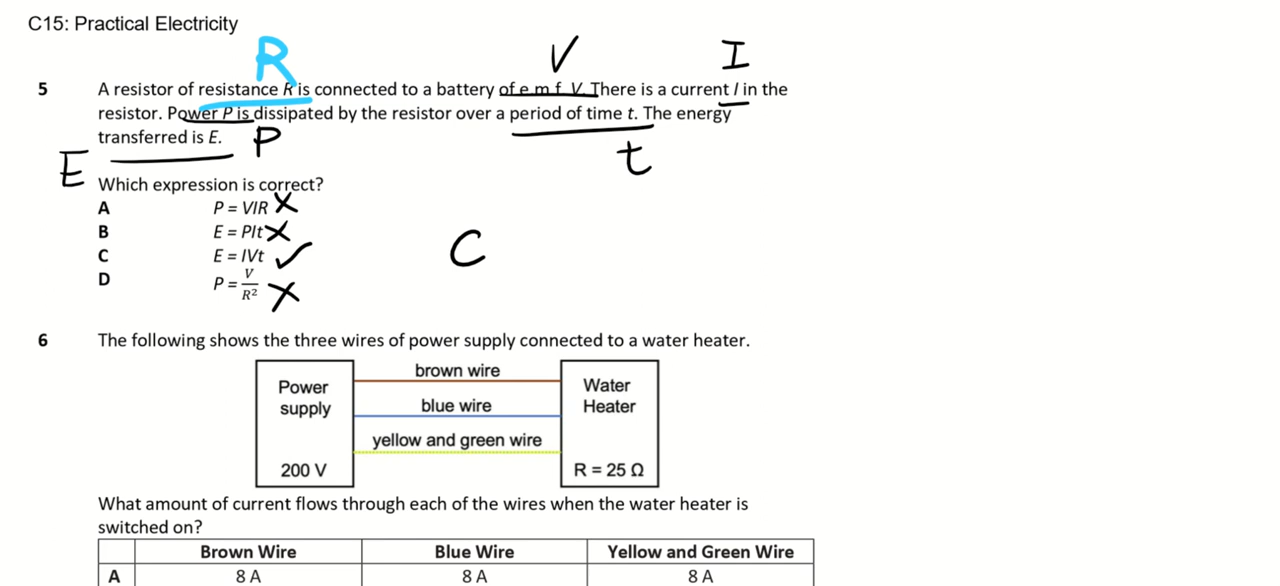 C15: Practical Electricity
R V I
5 A resistor of resistance R is connected to a battery of e.m.f. V. There is a current I in the
resistor. Power P is dissipated by the resistor over a period of time t. The energy
transferred is E.
P t
E
Which expression is correct?
A P = VIR ✗
B E = PIt ✗
C E = IVt ✓
C
D P = V/R² ✗
6 The following shows the three wires of power supply connected to a water heater.
Power supply
200 V
brown wire
blue wire
yellow and green wire
Water Heater
R = 25 Ω
What amount of current flows through each of the wires when the water heater is
switched on?
Brown Wire Blue Wire Yellow and Green Wire
A 8 A 8 A 8 A